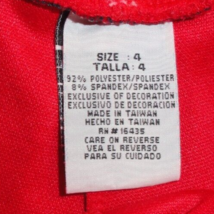 SIZE : 4
TALLA : 4
92% POLYESTER/POLIESTER
8% SPANDEX/SPANDEX
EXCLUSIVE OF DECORATION
EXCLUSIVO DE DECORACION
MADE IN TAIWAN
HECHO EN TAIWAN
RN # 16435
CARE ON REVERSE
VEA EL REVERSO
PARA SU CUIDADO